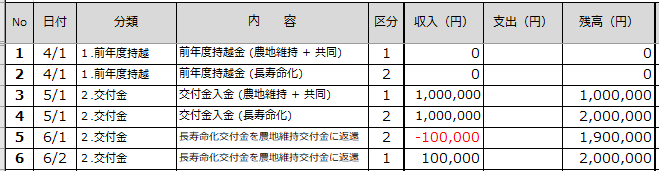 No 日付 分類 内 容 区分 収入（円） 支出（円） 残高（円）
1 4/1 1.前年度持越 前年度持越金 (農地維持 + 共同) 1 0 0
2 4/1 1.前年度持越 前年度持越金 (長寿命化) 2 0 0
3 5/1 2.交付金 交付金入金 (農地維持 + 共同) 1 1,000,000 1,000,000
4 5/1 2.交付金 交付金入金 (長寿命化) 2 1,000,000 2,000,000
5 6/1 2.交付金 長寿命化交付金を農地維持交付金に返還 2 -100,000 1,900,000
6 6/2 2.交付金 長寿命化交付金を農地維持交付金に返還 1 100,000 2,000,000